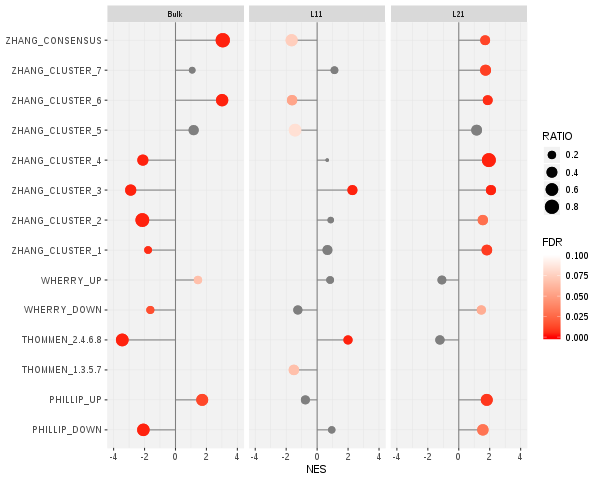 Bulk L11 L21
ZHANG_CONSENSUS
ZHANG_CLUSTER_7
ZHANG_CLUSTER_6
ZHANG_CLUSTER_5
ZHANG_CLUSTER_4
ZHANG_CLUSTER_3
ZHANG_CLUSTER_2
ZHANG_CLUSTER_1
WHERRY_UP
WHERRY_DOWN
THOMMEN_2.4.6.8
THOMMEN_1.3.5.7
PHILLIP_UP
PHILLIP_DOWN
-4 -2 0 2 4 -4 -2 0 2 4 -4 -2 0 2 4
NES
RATIO
0.2
0.4
0.6
0.8
FDR
0.100
0.075
0.050
0.025
0.000